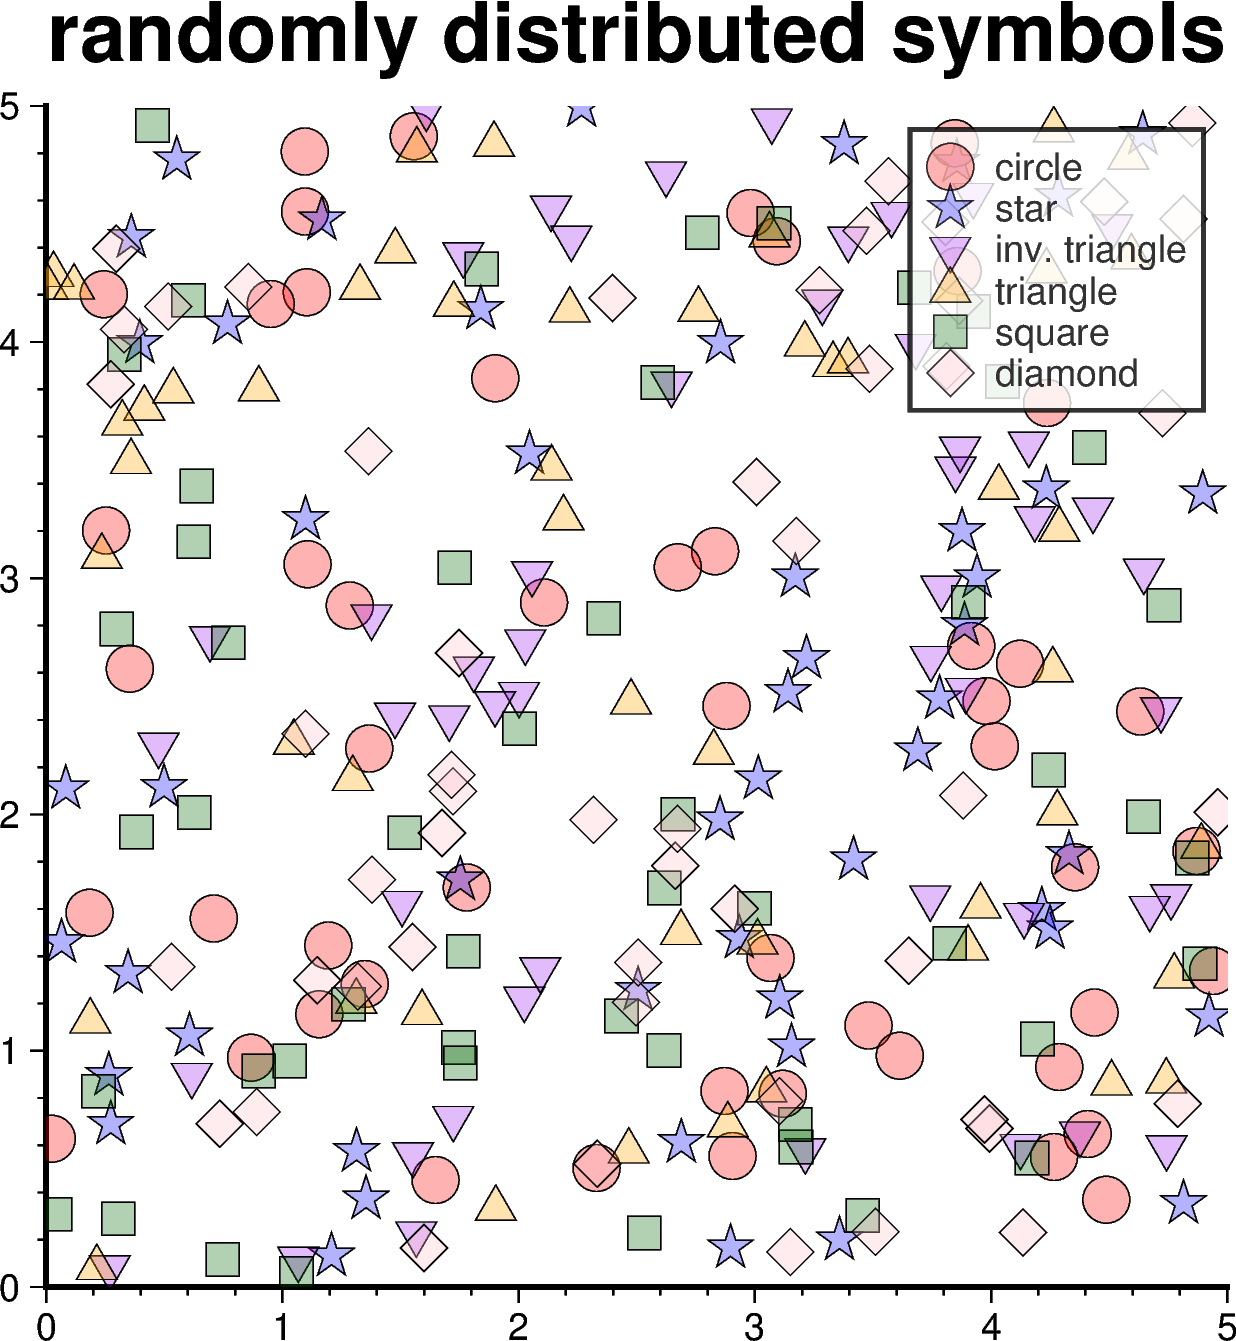 randomly distributed symbols
5
4
3
2
1
0
circle
star
inv. triangle
triangle
square
diamond
0 1 2 3 4 5